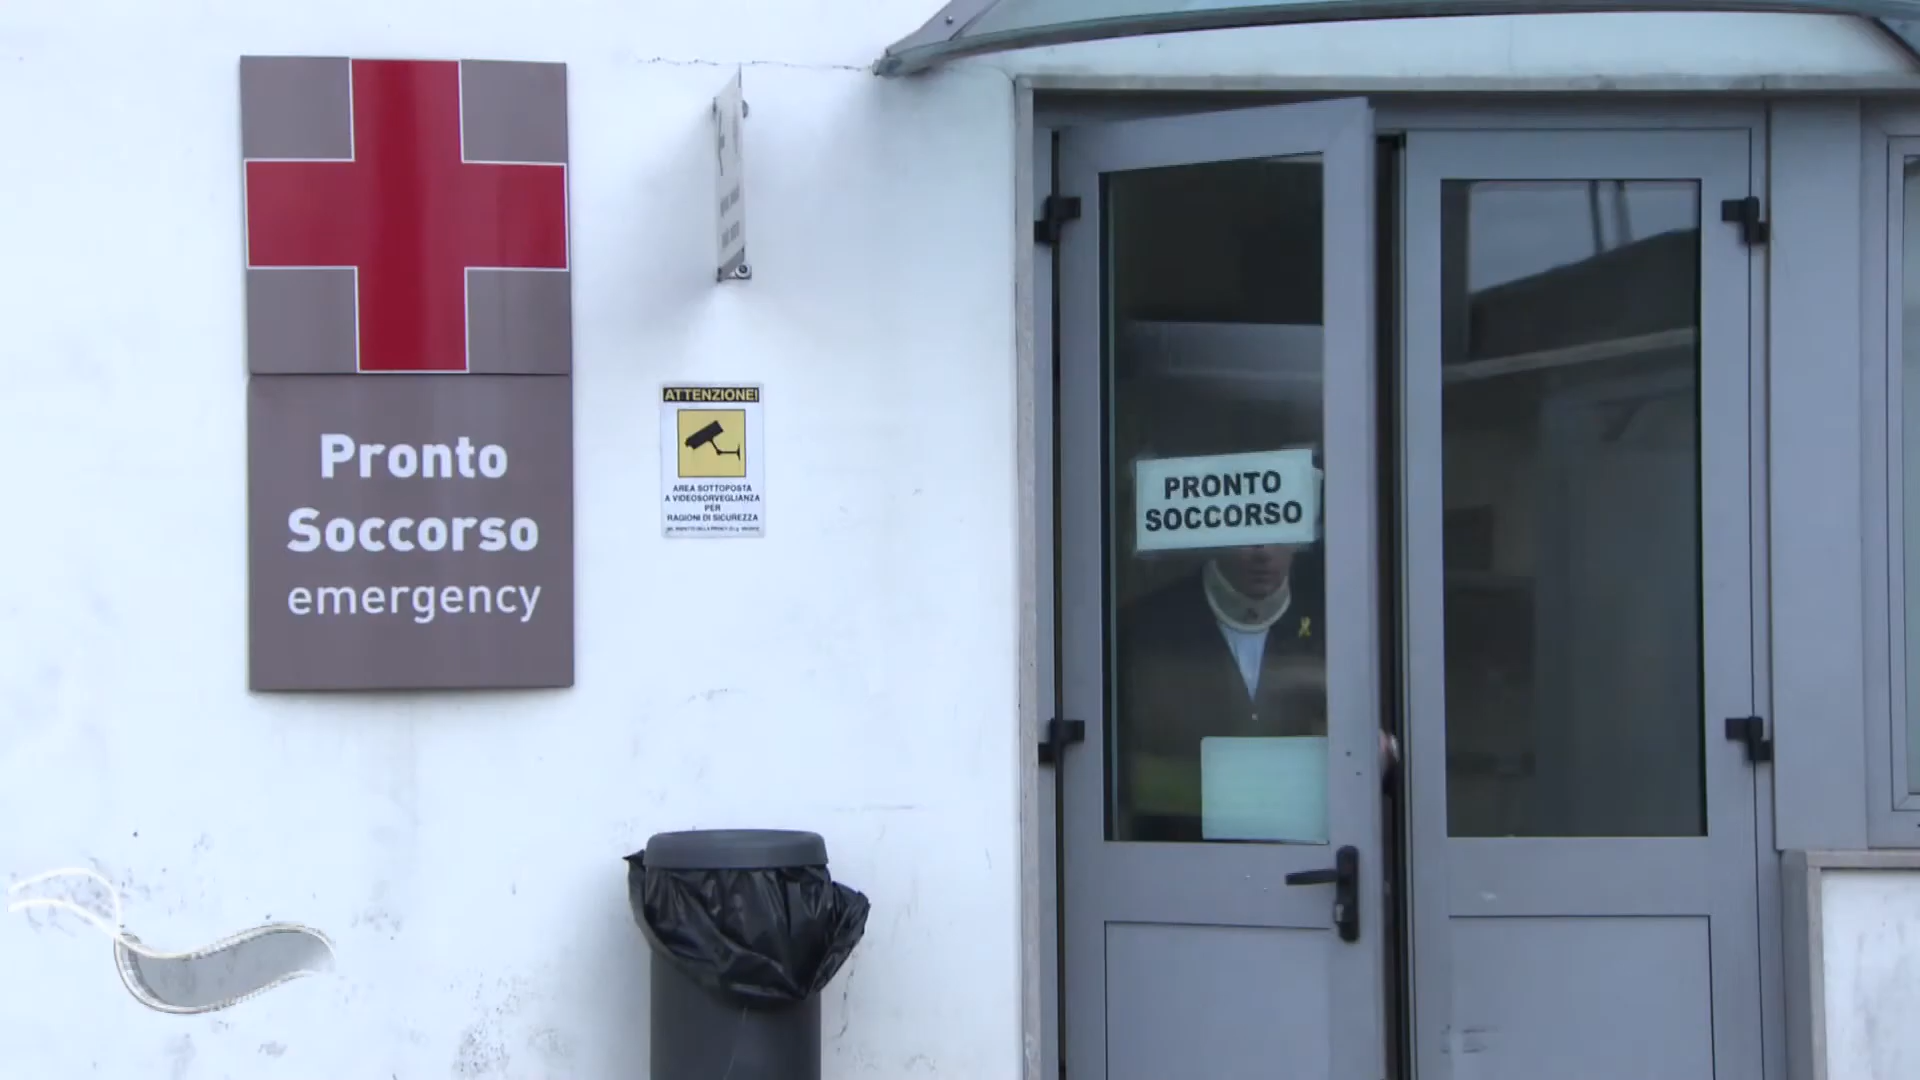 Pronto
Soccorso
emergency
ATTENZIONE!
AREA SOTTOPOSTA
A VIDEOSORVEGLIANZA
PER
RAGIONI DI SICUREZZA
PRONTO
SOCCORSO